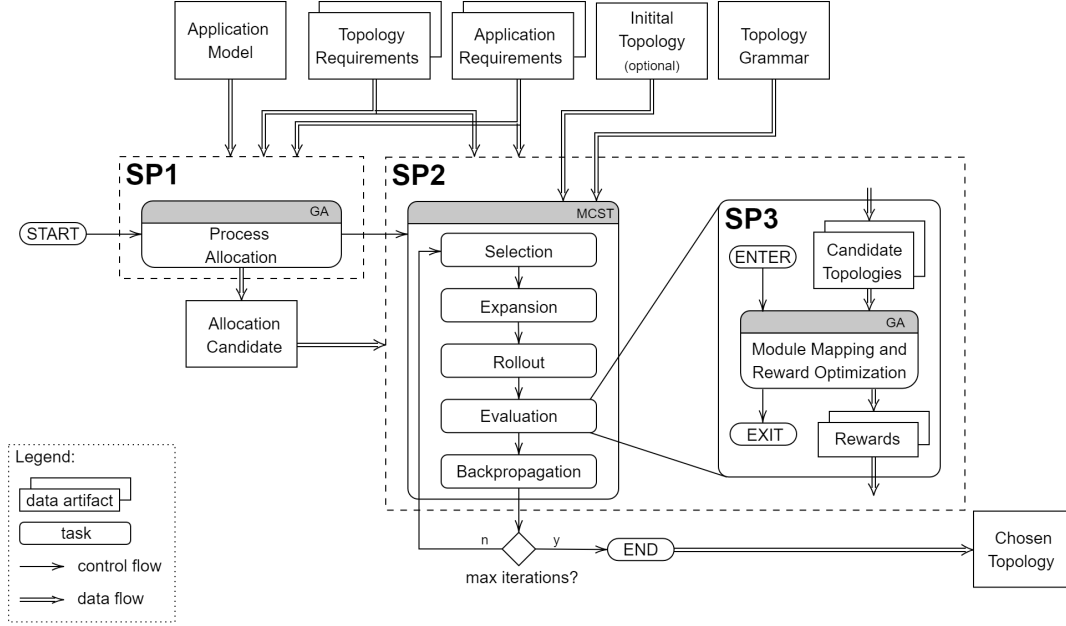 Application
Model
Topology
Requirements
Application
Requirements
Initital
Topology
(optional)
Topology
Grammar
SP1
GA
START
Process
Allocation
Allocation
Candidate
SP2
MCST
Selection
Expansion
Rollout
Evaluation
Backpropagation
n
y
max iterations?
END
SP3
ENTER
Candidate
Topologies
GA
Module Mapping and
Reward Optimization
EXIT
Rewards
Chosen
Topology
Legend:
data artifact
task
control flow
data flow